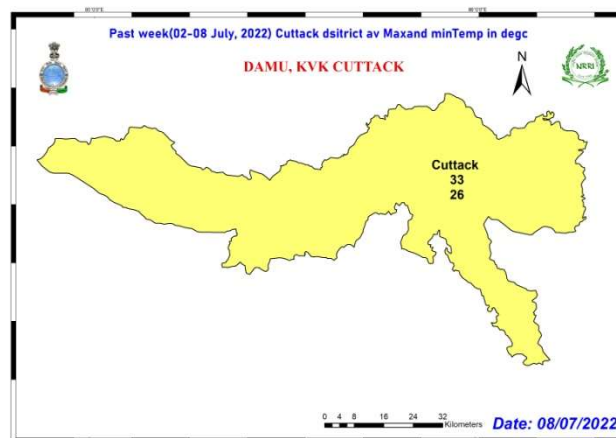 Past week(02-08 July, 2022) Cuttack dsitrict av Maxand minTemp in degc
DAMU, KVK CUTTACK
N
NRRI
Cuttack
33
26
0 4 8 16 24 32
Kilometers
Date: 08/07/2022